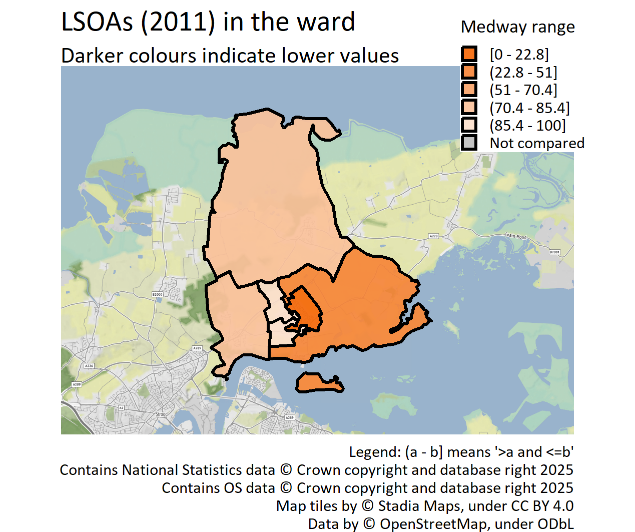 LSOAs (2011) in the ward
Darker colours indicate lower values
Medway range
[0 - 22.8]
(22.8 - 51]
(51 - 70.4]
(70.4 - 85.4]
(85.4 - 100]
Not compared
Legend: (a - b] means '>a and <=b'
Contains National Statistics data © Crown copyright and database right 2025
Contains OS data © Crown copyright and database right 2025
Map tiles by © Stadia Maps, under CC BY 4.0
Data by © OpenStreetMap, under ODbL